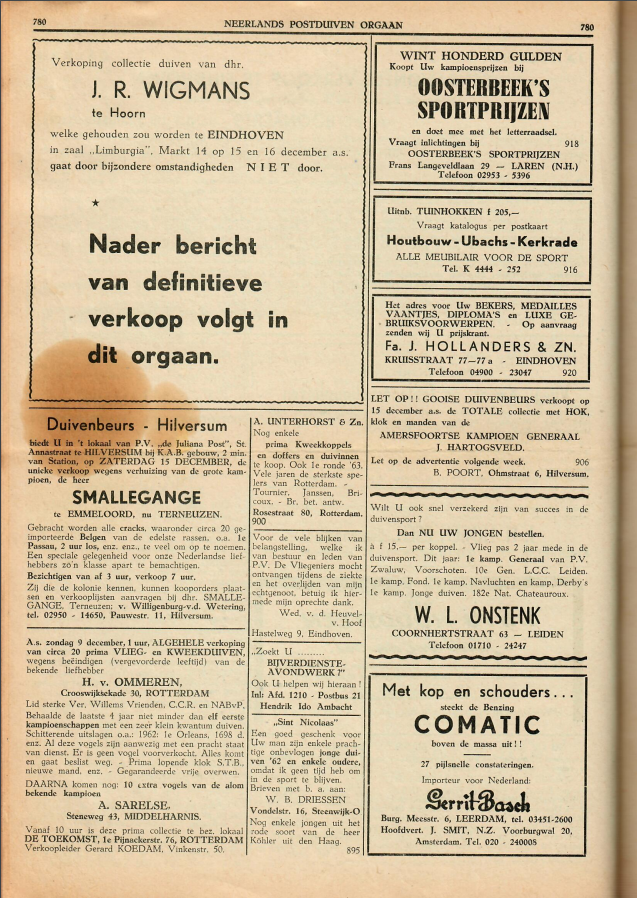 780
NEERLANDS POSTDUIVEN ORGAAN
780
Verkoping collectie duiven van dhr.
J. R. WIGMANS
te Hoorn
welke gehouden zou worden te EINDHOVEN
in zaal „Limburgia”, Markt 14 op 15 en 16 december a.s.
gaat door bijzondere omstandigheden N I E T door.
★
Nader bericht
van definitieve
verkoop volgt in
dit orgaan.
Duivenbeurs - Hilversum
biedt U in 't lokaal van P.V. „de Juliana Post”, St.
Annastraat te HILVERSUM bij K.A.B. gebouw, 2 min.
van Station, op ZATERDAG 15 DECEMBER, de
unicke verkoop wegens verhuizing van de grote kam-
pioen, de heer
SMALLEGANGE
te EMMELOORD, nu TERNEUZEN.
Gebracht worden alle cracks, waaronder circa 20 ge-
importeerde Belgen van de edelste rassen, o.a. 1e
Passau, 2 uur los, enz. enz., te veel om op te noemen.
Een speciale gelegenheid voor onze Nederlandse lief-
hebbers zo'n klasse apart te bemachtigen.
Bezichtigen van af 3 uur, verkoop 7 uur.
Zij die de kolonie kennen, kunnen kooporders plaat-
sen en verkooplijsten aanvragen bij dhr. SMALLE-
GANGE, Terneuzen; v. Willigenburg-v.d. Wetering,
tel. 02950 - 14650, Pauwestr. 11, Hilversum.
A.s. zondag 9 december, 1 uur, ALGEHELE verkoping
van circa 20 prima VLIEG- en KWEEKDUIVEN,
wegens beëindigen (vergevorderde leeftijd) van de
bekende liefhebber
H. v. OMMEREN,
Crooswijksekade 30, ROTTERDAM
Lid sterke Ver. Willems Vrienden, C.C.R. en NABvP.
Behaalde de laatste 4 jaar niet minder dan elf eerste
kampioenschappen met een zeer klein kwantum duiven.
Schitterende uitslagen o.a.: 1962: 1e Orleans, 1698 d.
enz. Al deze vogels zijn aanwezig met een pracht staat
van dienst. Er is geen vogel voorverkocht. Alles komt
en gaat beslist weg. - Prima lopende klok S.T.B.,
nieuwe mand, enz. - Gegarandeerde vrije overwen.
DAARNA komen nog: 10 extra vogels van de alom
bekende kampioen
A. SARELSE,
Steneweg 43, MIDDELHARNIS.
Vanaf 10 uur is deze prima collectie te bez. lokaal
DE TOEKOMST, 1e Pijnackerstr. 76, ROTTERDAM
Verkoopleider Gerard KOEDAM, Vinkenstr. 50.
A. UNTERHORST & Zn.
Nog enkele
prima Kweekkoppels
en doffers en duivinnen
te koop. Ook 1e ronde '63.
Vele jaren de sterkste spe-
lers van Rotterdam. -
Tournier, Janssen, Bri-
coux. - Br. bet. antw.
Rosestraat 80, Rotterdam.
900
Voor de vele blijken van
belangstelling, welke ik
van bestuur en leden van
P.V. De Vliegeniers mocht
ontvangen tijdens de ziekte
en het overlijden van mijn
echtgenoot, betuig ik hier-
mede mijn oprechte dank.
Wed. v. d. Heuvel-
v. Hoof
Hastelweg 9, Eindhoven.
„Zoekt U .........
BIJVERDIENSTE-
AVONDWERK ?”
Ook U helpen wij hieraan !
Inl: Afd. 1210 - Postbus 21
Hendrik Ido Ambacht
„Sint Nicolaas”
Een goed geschenk voor
Uw man zijn enkele prach-
tige onbevlogen jonge dui-
ven '62 en enkele oudere,
omdat ik geen tijd heb om
in de sport te blijven.
Brieven met b. a. aan:
W. B. DRIESSEN
Vondelstr. 16, Steenwijk-O
Nog enkele jongen uit het
rode soort van de heer
Köhler uit den Haag.
895
WINT HONDERD GULDEN
Koopt Uw kampioensprijzen bij
OOSTERBEEK'S
SPORTPRIJZEN
en doet mee met het letterraadsel.
Vraagt inlichtingen bij 918
OOSTERBEEK'S SPORTPRIJZEN
Frans Langeveldlaan 29 — LAREN (N.H.)
Telefoon 02953 - 5396
Uitnb. TUINHOKKEN f 205,—
Vraagt katalogus per postkaart
Houtbouw-Ubachs-Kerkrade
ALLE MEUBILAIR VOOR DE SPORT
Tel. K 4444 - 252 916
Het adres voor Uw BEKERS, MEDAILLES
VAANTJES, DIPLOMA'S en LUXE GE-
BRUIKSVOORWERPEN. - Op aanvraag
zenden wij U prijskrant.
Fa. J. HOLLANDERS & ZN.
KRUISSTRAAT 77—77a - EINDHOVEN
Telefoon 04900 - 23047 920
LET OP!! GOOISE DUIVENBEURS verkoopt op
15 december a.s. de TOTALE collectie met HOK,
klok en manden van de
AMERSFOORTSE KAMPIOEN GENERAAL
J. HARTOGSVELD.
Let op de advertentie volgende week. 906
B. POORT, Ohmstraat 6, Hilversum.
Wilt U ook snel verzekerd zijn van succes in de
duivensport ?
Dan NU UW JONGEN bestellen.
à f 15,— per koppel. - Vlieg pas 2 jaar mede in de
duivensport. Dit jaar: 1e kamp. Generaal van P.V.
Zwaluw, Voorschoten. 10e Gen. L.C.C. Leiden.
1e kamp. Fond. 1e kamp. Navluchten en kamp. Derby's
1e kamp. Jonge duiven. 182e Nat. Chateauroux.
W. L. ONSTENK
COORNHERTSTRAAT 63 — LEIDEN
Telefoon 01710 - 24247
Met kop en schouders...
steekt de Benzing
COMATIC
boven de massa uit!!
27 pijlsnelle constateringen.
Importeur voor Nederland:
Gerrit Basch
Burg. Meesstr. 6, LEERDAM, tel. 03451-2600
Hoofdvert. J. SMIT, N.Z. Voorburgwal 20,
Amsterdam. Tel. 020 - 240008